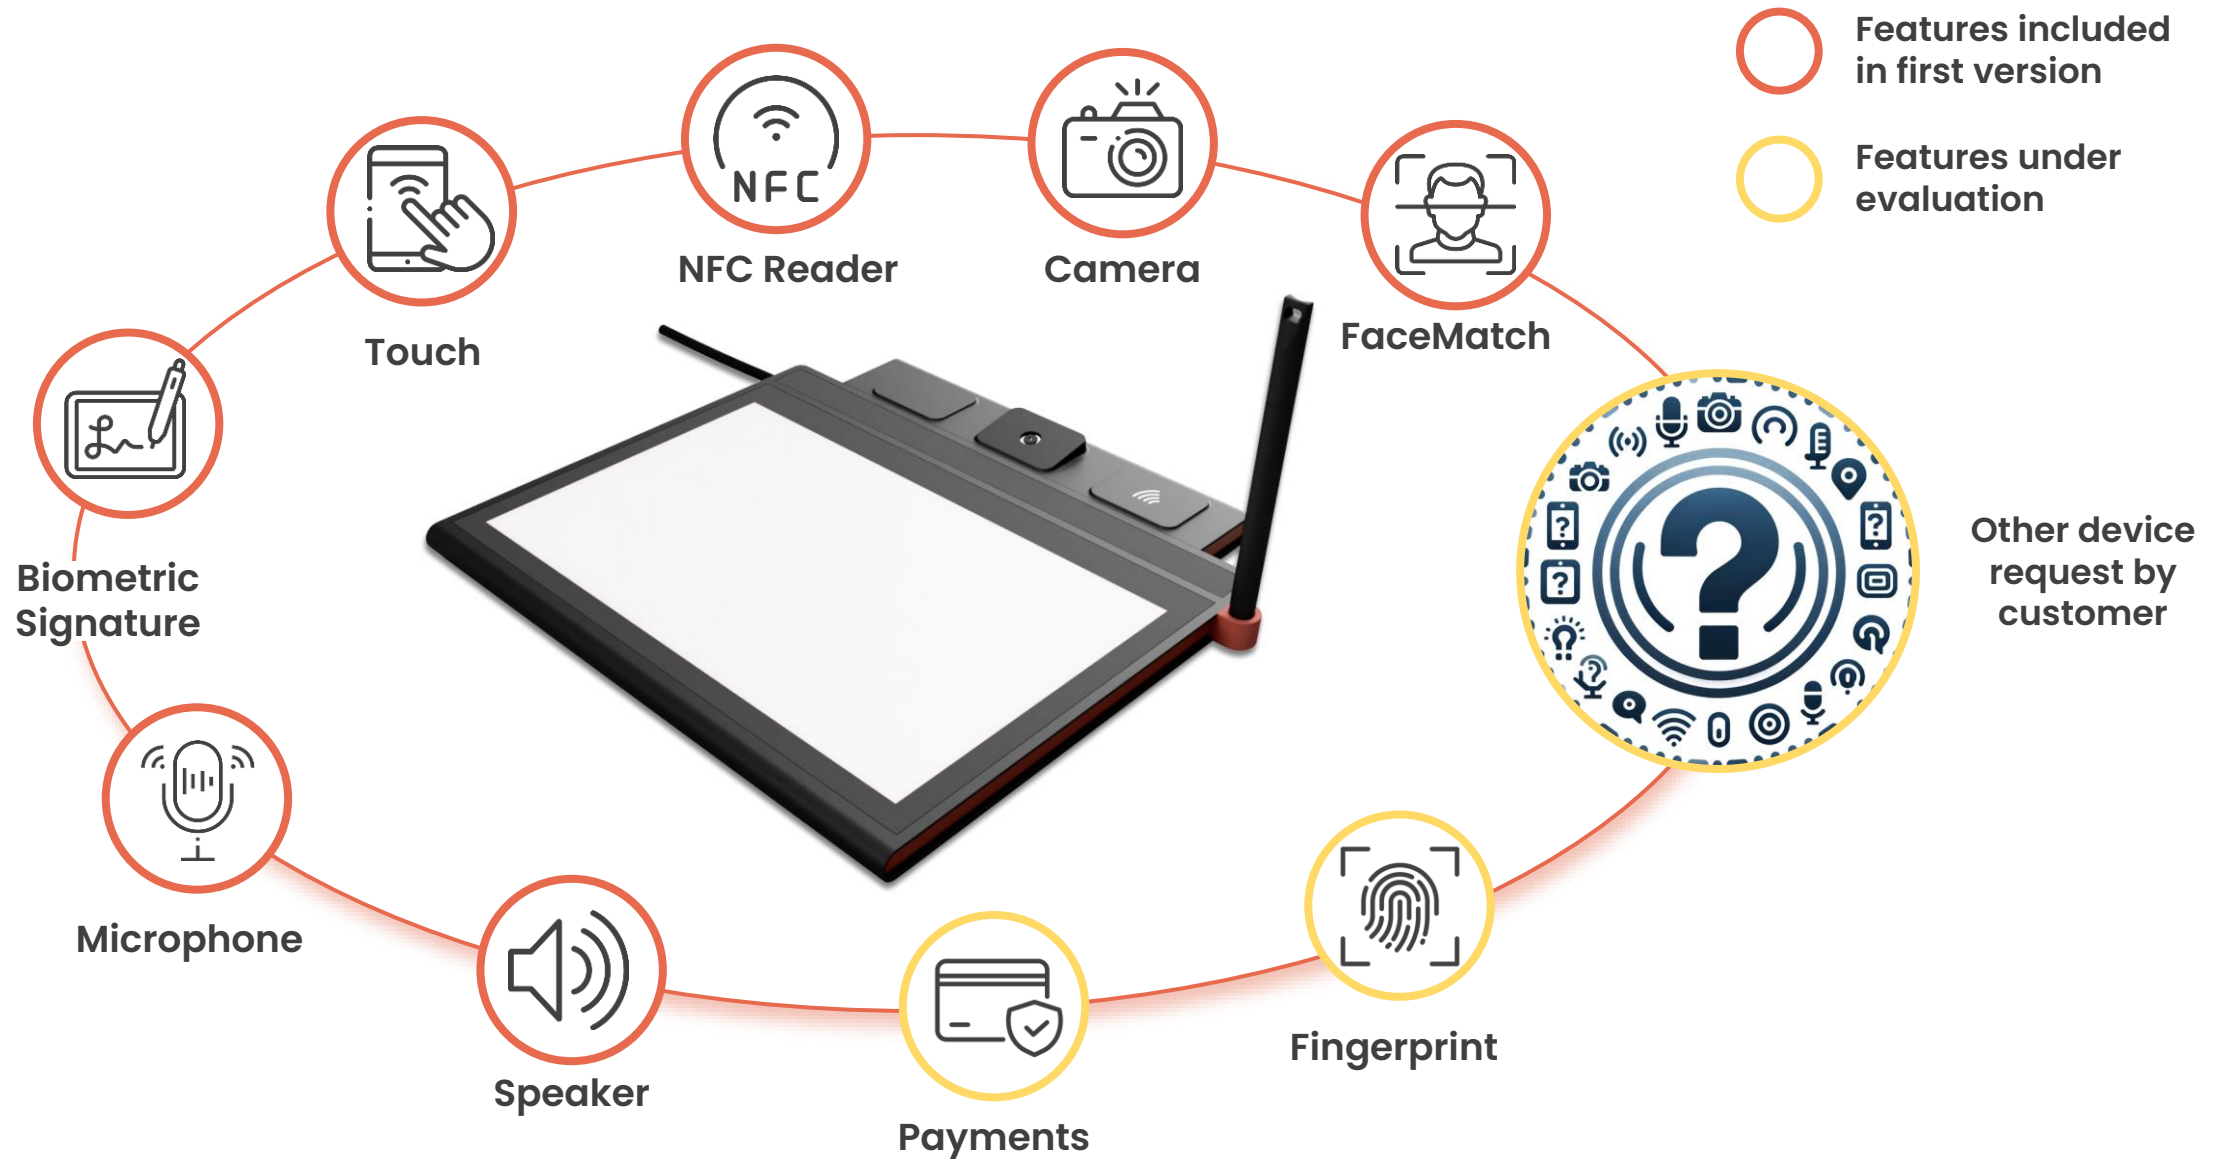 Features included
in first version
Features under
evaluation
NFC
NFC Reader
Camera
FaceMatch
Touch
Biometric
Signature
Other device
request by
customer
Microphone
Speaker
Payments
Fingerprint
?
?
?
?
?